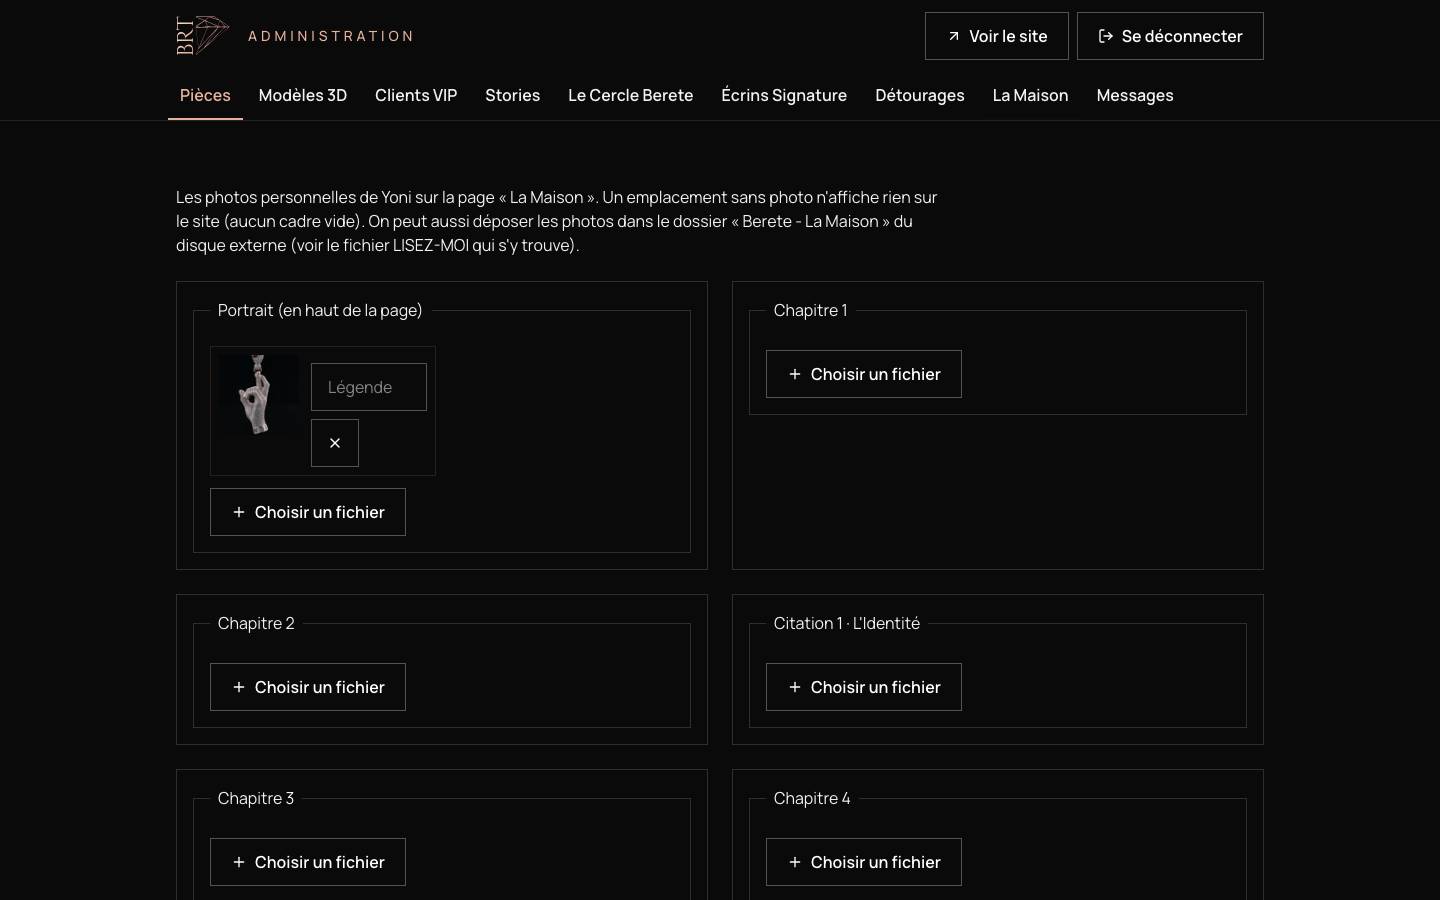 BRT
ADMINISTRATION
Voir le site
Se déconnecter
Pièces
Modèles 3D
Clients VIP
Stories
Le Cercle Berete
Écrins Signature
Détourages
La Maison
Messages
Les photos personnelles de Yoni sur la page « La Maison ». Un emplacement sans photo n'affiche rien sur
le site (aucun cadre vide). On peut aussi déposer les photos dans le dossier « Berete - La Maison » du
disque externe (voir le fichier LISEZ-MOI qui s'y trouve).
Portrait (en haut de la page)
Légende
Choisir un fichier
Chapitre 1
Choisir un fichier
Chapitre 2
Choisir un fichier
Citation 1 · L'Identité
Choisir un fichier
Chapitre 3
Choisir un fichier
Chapitre 4
Choisir un fichier